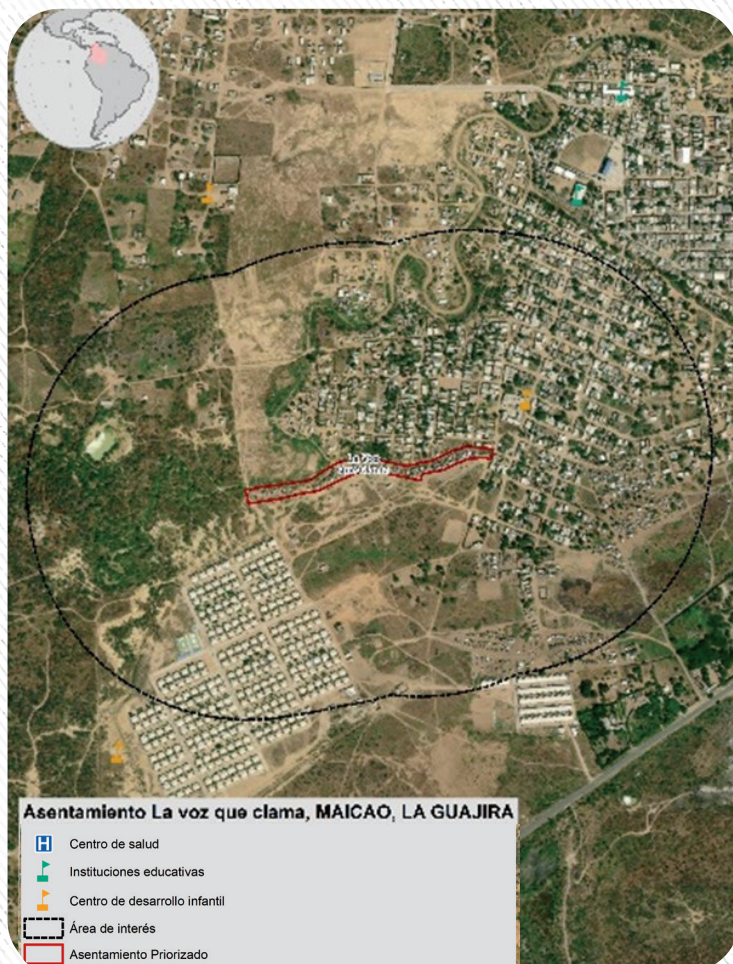 Asentamiento La voz que clama, MAICAO, LA GUAJIRA
H Centro de salud
Instituciones educativas
Centro de desarrollo infantil
Área de interés
Asentamiento Priorizado